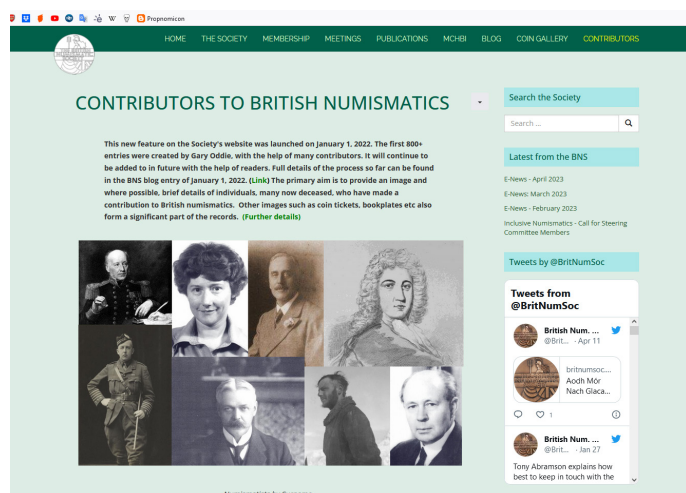 Propnomicon
THE BRITISH
NUMISMATIC
SOCIETY
HOME THE SOCIETY MEMBERSHIP MEETINGS PUBLICATIONS MCHBI BLOG COIN GALLERY CONTRIBUTORS
CONTRIBUTORS TO BRITISH NUMISMATICS
This new feature on the Society's website was launched on January 1, 2022. The first 800+
entries were created by Gary Oddie, with the help of many contributors. It will continue to
be added to in future with the help of readers. Full details of the process so far can be found
in the BNS blog entry of January 1, 2022. (Link) The primary aim is to provide an image and
where possible, brief details of individuals, many now deceased, who have made a
contribution to British numismatics. Other images such as coin tickets, bookplates etc also
form a significant part of the records. (Further details)
Search the Society
Search ...
Latest from the BNS
E-News - April 2023
E-News: March 2023
E-News - February 2023
Inclusive Numismatics - Call for Steering
Committee Members
Tweets by @BritNumSoc
Tweets from
@BritNumSoc
British Num. ...
@Brit... · Apr 11
britnumsoc....
Aodh Mór
Nach Glaca...
1
British Num. ...
@Brit... · Jan 27
Tony Abramson explains how
best to keep in touch with the